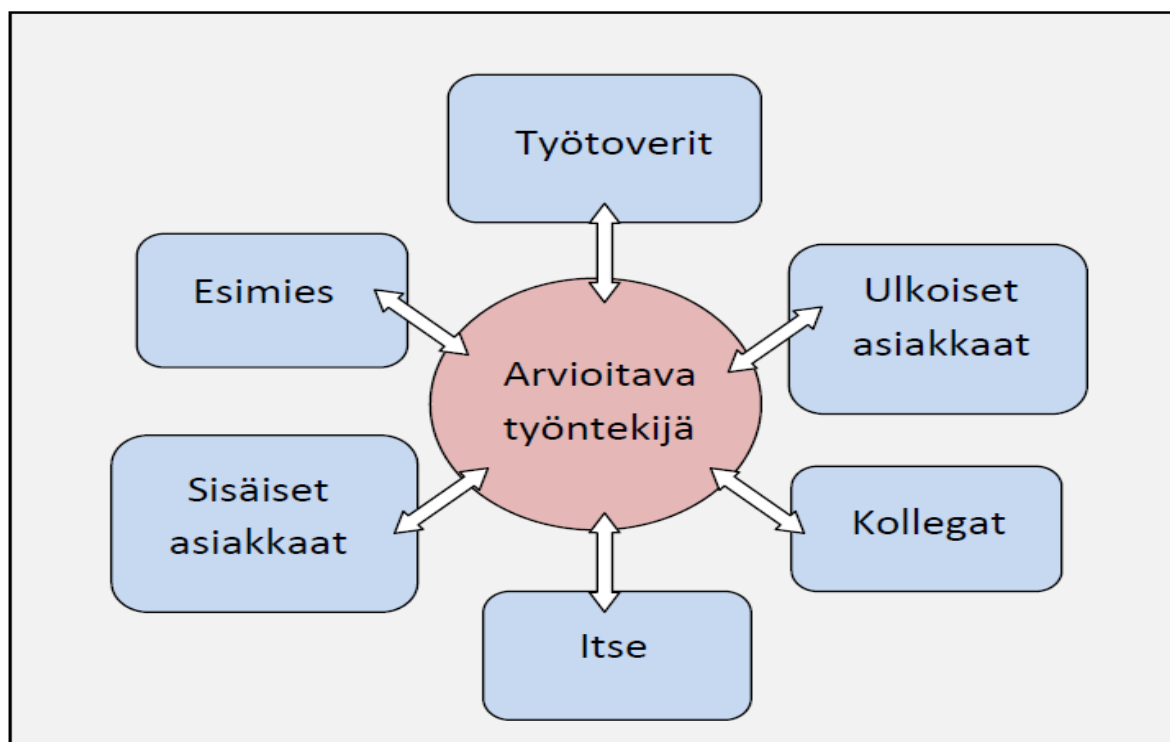 Työtoverit
Esimies
Ulkoiset
asiakkaat
Arvioitava
työntekijä
Sisäiset
asiakkaat
Kollegat
Itse